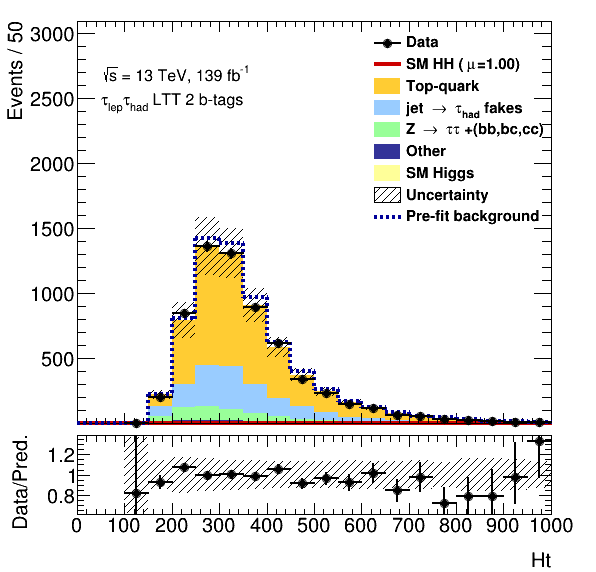 Events / 50
3000
2500
2000
1500
1000
500
√s = 13 TeV, 139 fb⁻¹
τlepτhad LTT 2 b-tags
Data
SM HH ( μ=1.00)
Top-quark
jet → τhad fakes
Z → ττ +(bb,bc,cc)
Other
SM Higgs
Uncertainty
Pre-fit background
Data/Pred.
1.2
1
0.8
0 100 200 300 400 500 600 700 800 900 1000
Ht